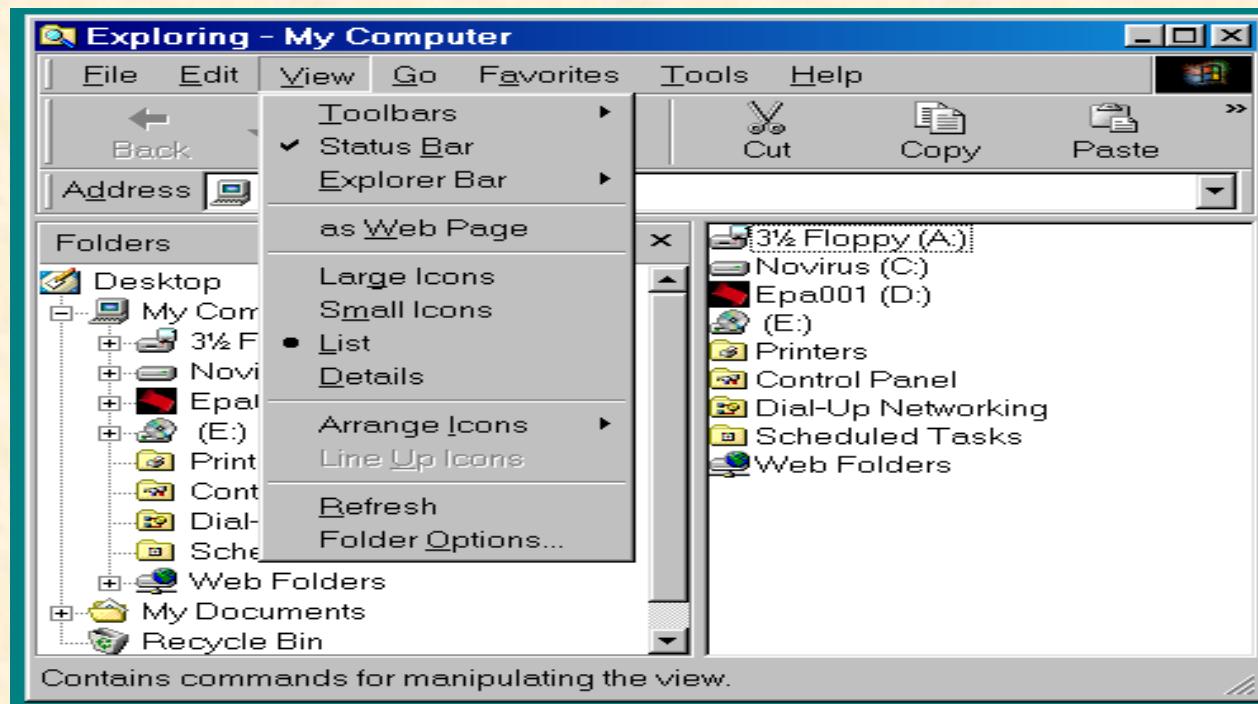 Exploring - My Computer
File Edit View Go Favorites Tools Help
Back Cut Copy Paste »
Address
Toolbars
Status Bar
Explorer Bar
as Web Page
Large Icons
Small Icons
List
Details
Arrange Icons
Line Up Icons
Refresh
Folder Options...
Folders
Desktop
My Com
3½ F
Novi
Epa
(E:)
Print
Cont
Dial-
Sche
Web Folders
My Documents
Recycle Bin
3½ Floppy (A:)
Novirus (C:)
Epa001 (D:)
(E:)
Printers
Control Panel
Dial-Up Networking
Scheduled Tasks
Web Folders
Contains commands for manipulating the view.